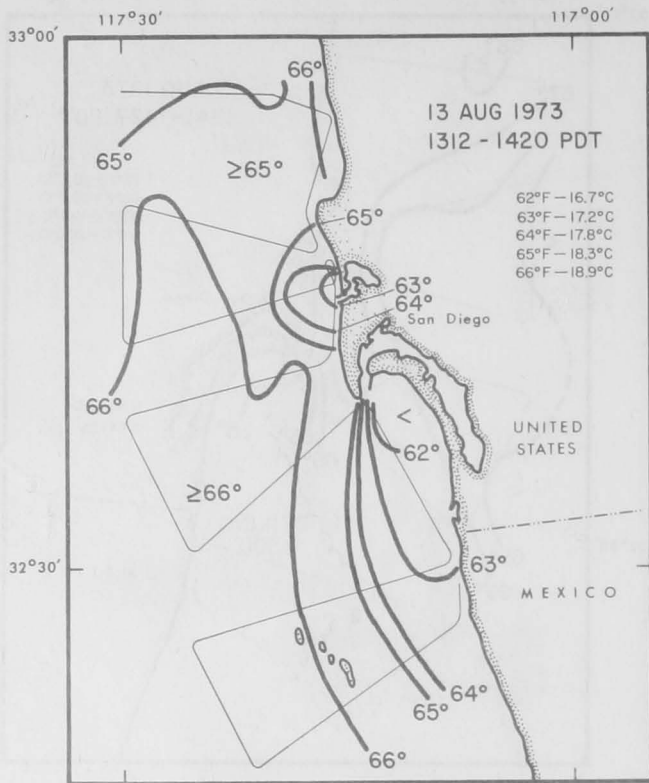 117°30'
117°00'
33°00'
66°
13 AUG 1973
1312 - 1420 PDT
65°
≥65°
62°F — 16.7°C
63°F — 17.2°C
64°F — 17.8°C
65°F — 18.3°C
66°F — 18.9°C
65°
63°
64°
San Diego
66°
<
UNITED
STATES
62°
≥66°
32°30'
63°
MEXICO
64°
65°
66°